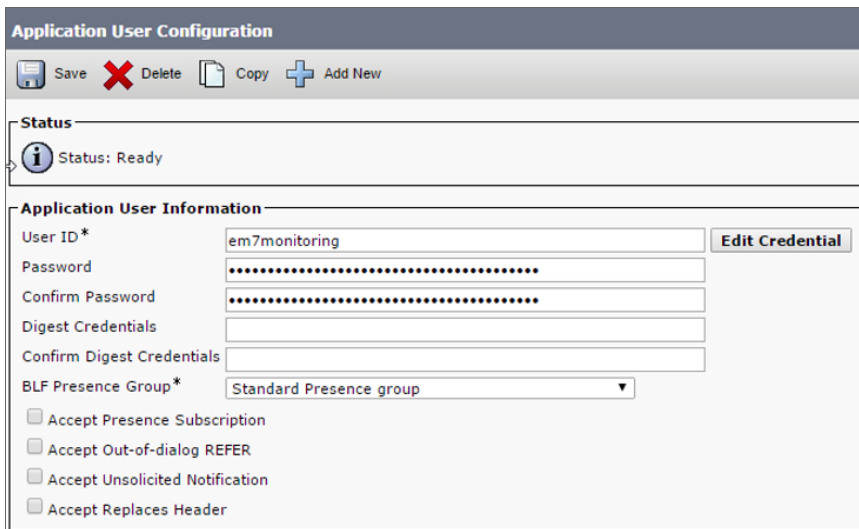 Application User Configuration
Save Delete Copy Add New
Status
i Status: Ready
Application User Information
User ID* em7monitoring Edit Credential
Password ••••••••••••••••••••••••••••••••••••••••
Confirm Password ••••••••••••••••••••••••••••••••••••••••
Digest Credentials
Confirm Digest Credentials
BLF Presence Group* Standard Presence group
Accept Presence Subscription
Accept Out-of-dialog REFER
Accept Unsolicited Notification
Accept Replaces Header